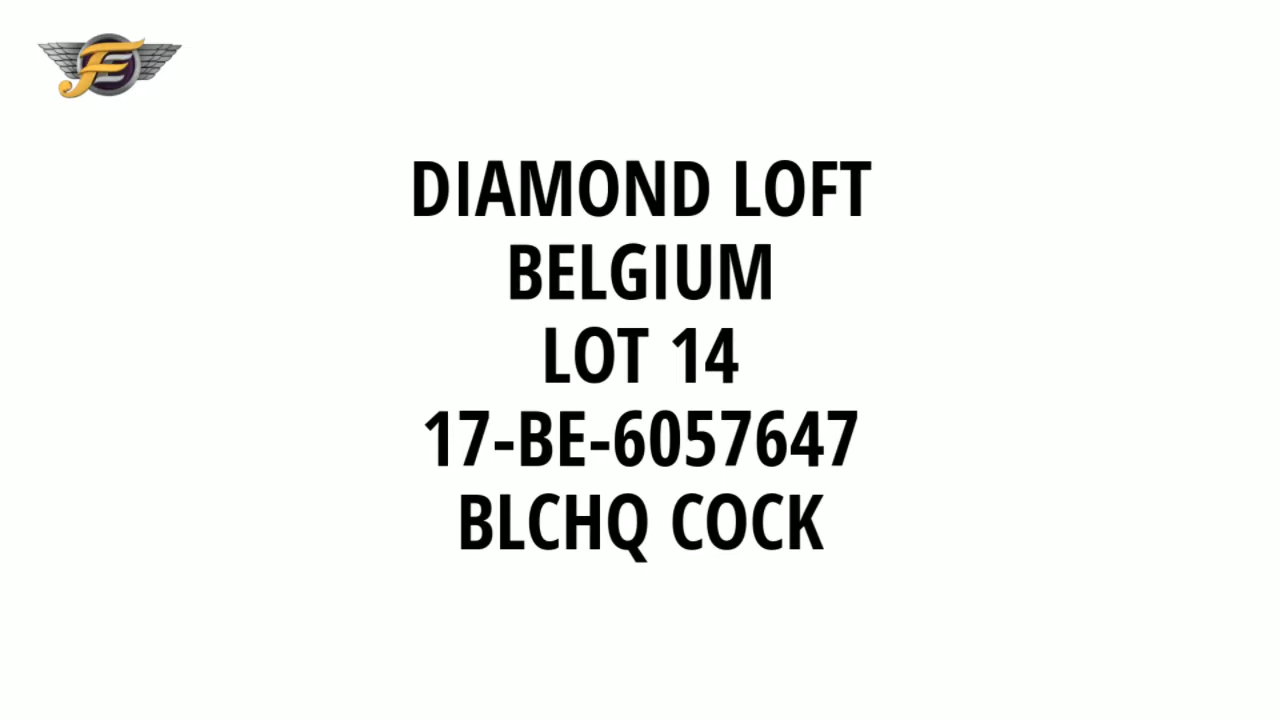 DIAMOND LOFT
BELGIUM
LOT 14
17-BE-6057647
BLCHQ COCK